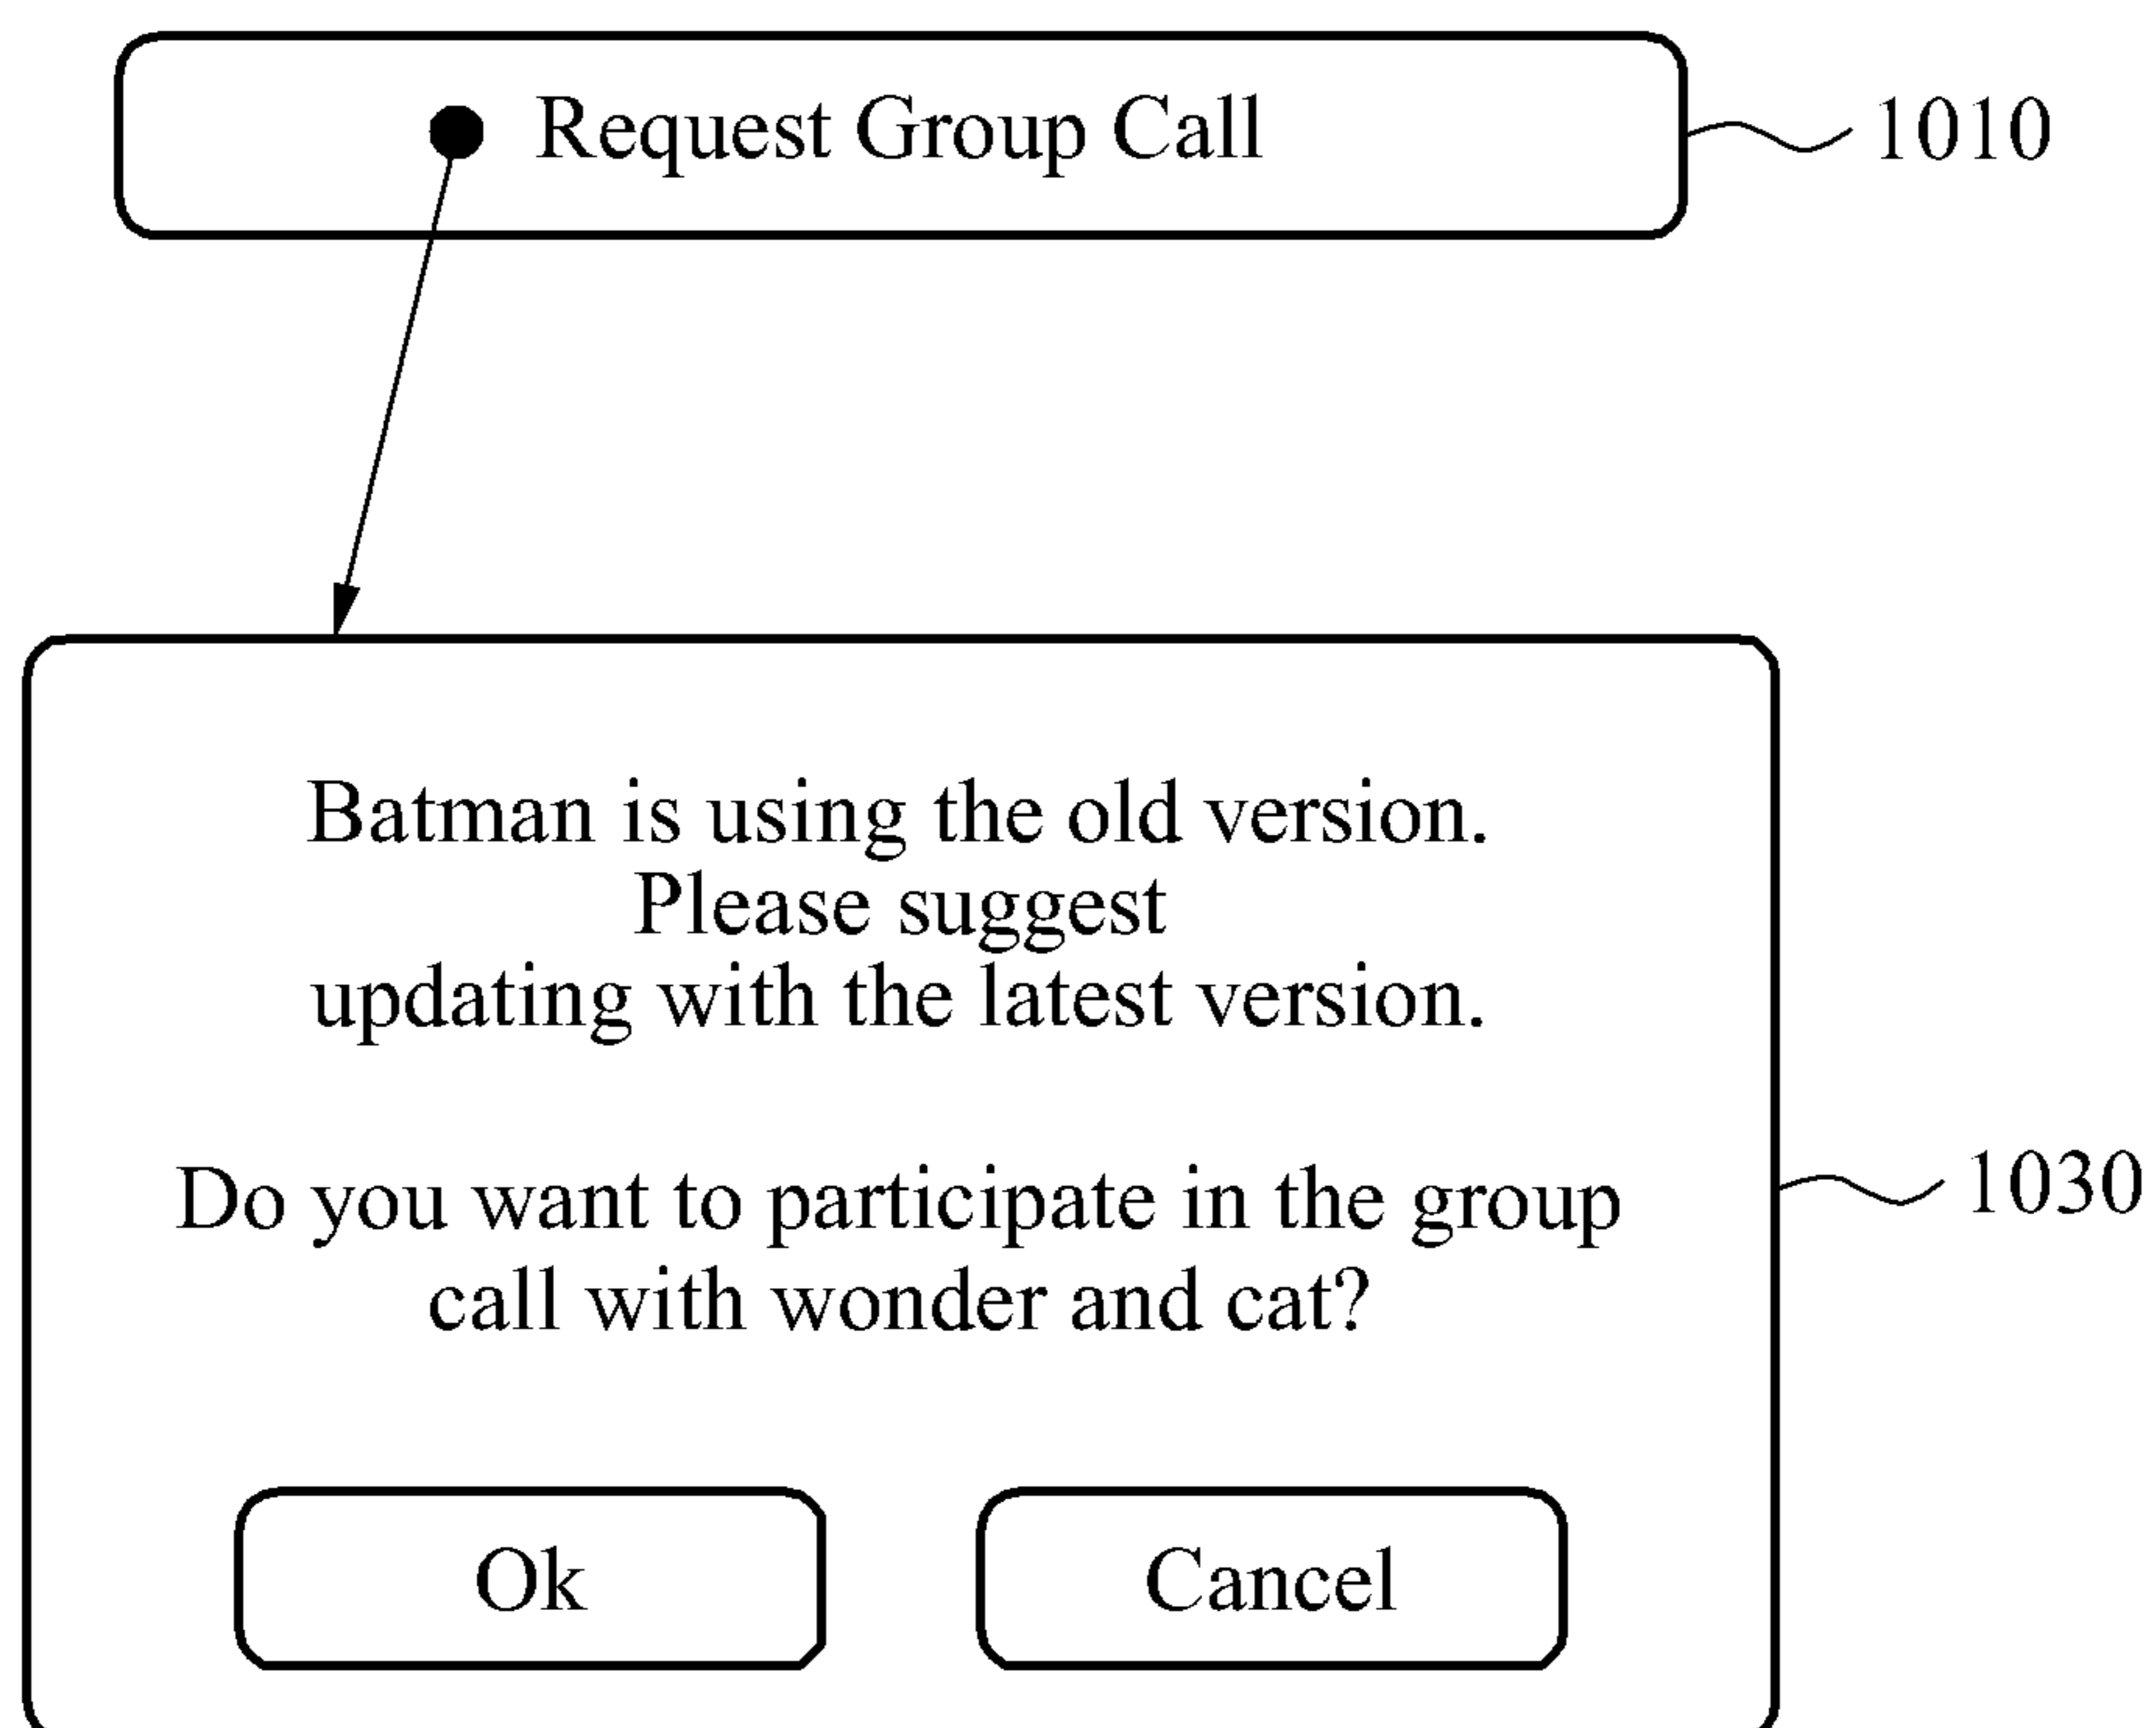 Request Group Call
1010
Batman is using the old version.
Please suggest
updating with the latest version.
Do you want to participate in the group
call with wonder and cat?
1030
Ok
Cancel